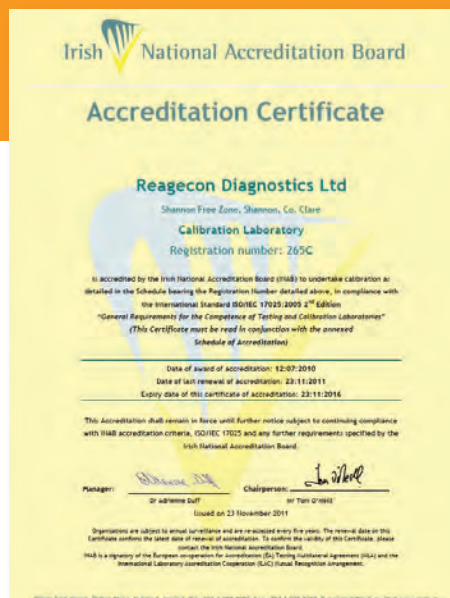 Irish National Accreditation Board
Accreditation Certificate
Reagecon Diagnostics Ltd
Shannon Free Zone, Shannon, Co. Clare
Calibration Laboratory
Registration number: 265C
is accredited by the Irish National Accreditation Board (INAB) to undertake calibration as
detailed in the Schedule bearing the Registration Number detailed above, in compliance with
the International Standard ISO/IEC 17025:2005 2nd Edition
"General Requirements for the Competence of Testing and Calibration Laboratories"
(This Certificate must be read in conjunction with the annexed
Schedule of Accreditation)
Date of award of accreditation: 12:07:2010
Date of last renewal of accreditation: 23:11:2011
Expiry date of this certificate of accreditation: 23:11:2016
This Accreditation shall remain in force until further notice subject to continuing compliance
with INAB accreditation criteria, ISO/IEC 17025 and any further requirements specified by the
Irish National Accreditation Board.
Manager: Chairperson:
Dr Adrienne Duff Mr Tom O'Neill
Issued on 23 November 2011
Organisations are subject to annual surveillance and are re-assessed every five years. The renewal date on this
Certificate confirms the latest date of renewal of accreditation. To confirm the validity of this Certificate, please
contact the Irish National Accreditation Board.
INAB is a signatory of the European co-operation for Accreditation (EA) Testing Multilateral Agreement (MLA) and the
International Laboratory Accreditation Cooperation (ILAC) Mutual Recognition Arrangement.